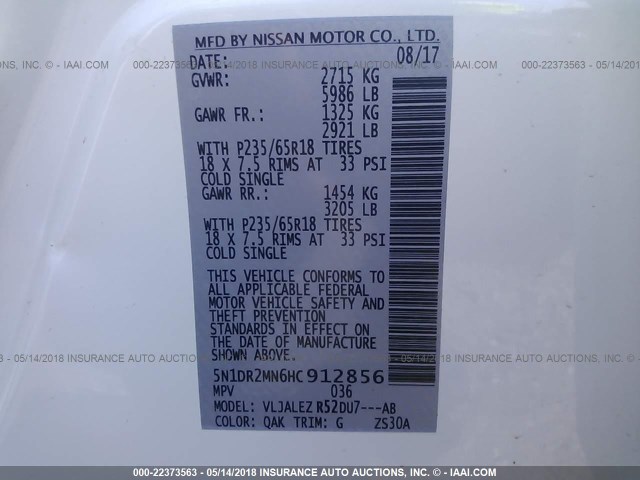 MFD BY NISSAN MOTOR CO., LTD.
DATE: 08/17
GVWR: 2715 KG
5986 LB
GAWR FR.: 1325 KG
2921 LB
WITH P235/65R18 TIRES
18 X 7.5 RIMS AT 33 PSI
COLD SINGLE
GAWR RR.: 1454 KG
3205 LB
WITH P235/65R18 TIRES
18 X 7.5 RIMS AT 33 PSI
COLD SINGLE
THIS VEHICLE CONFORMS TO
ALL APPLICABLE FEDERAL
MOTOR VEHICLE SAFETY AND
THEFT PREVENTION
STANDARDS IN EFFECT ON
THE DATE OF MANUFACTURE
SHOWN ABOVE.
5N1DR2MN6HC912856
MPV 036
MODEL: VLJALEZ R52DU7---AB
COLOR: QAK TRIM: G ZS30A
000-22373563 - 05/14/2018 INSURANCE AUTO AUCTIONS, INC. - © IAAI.COM